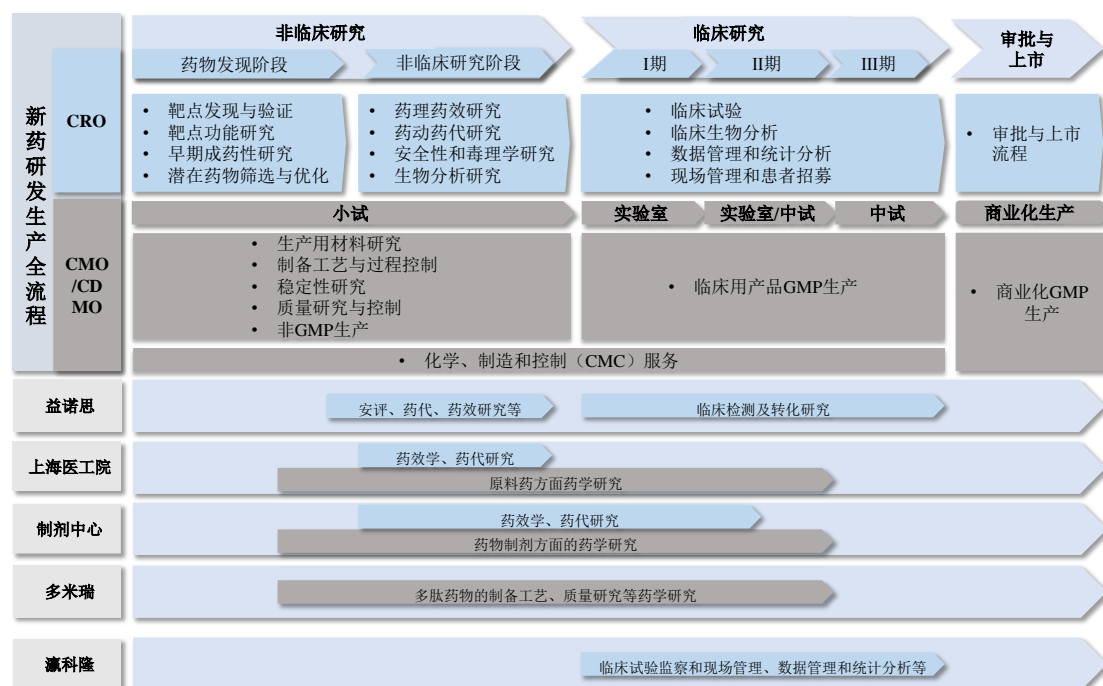 非临床研究
临床研究
审批与
上市
药物发现阶段
非临床研究阶段
I期
II期
III期
新药研发生产全流程
CRO
• 靶点发现与验证
• 靶点功能研究
• 早期成药性研究
• 潜在药物筛选与优化
• 药理药效研究
• 药动药代研究
• 安全性和毒理学研究
• 生物分析研究
• 临床试验
• 临床生物分析
• 数据管理和统计分析
• 现场管理和患者招募
• 审批与上市
流程
CMO
/CD
MO
小试
实验室
实验室/中试
中试
商业化生产
• 生产用材料研究
• 制备工艺与过程控制
• 稳定性研究
• 质量研究与控制
• 非GMP生产
• 临床用产品GMP生产
• 商业化GMP
生产
• 化学、制造和控制（CMC）服务
益诺思
安评、药代、药效研究等
临床检测及转化研究
上海医工院
药效学、药代研究
原料药方面药学研究
制剂中心
药效学、药代研究
药物制剂方面的药学研究
多米瑞
多肽药物的制备工艺、质量研究等药学研究
瀛科隆
临床试验监察和现场管理、数据管理和统计分析等